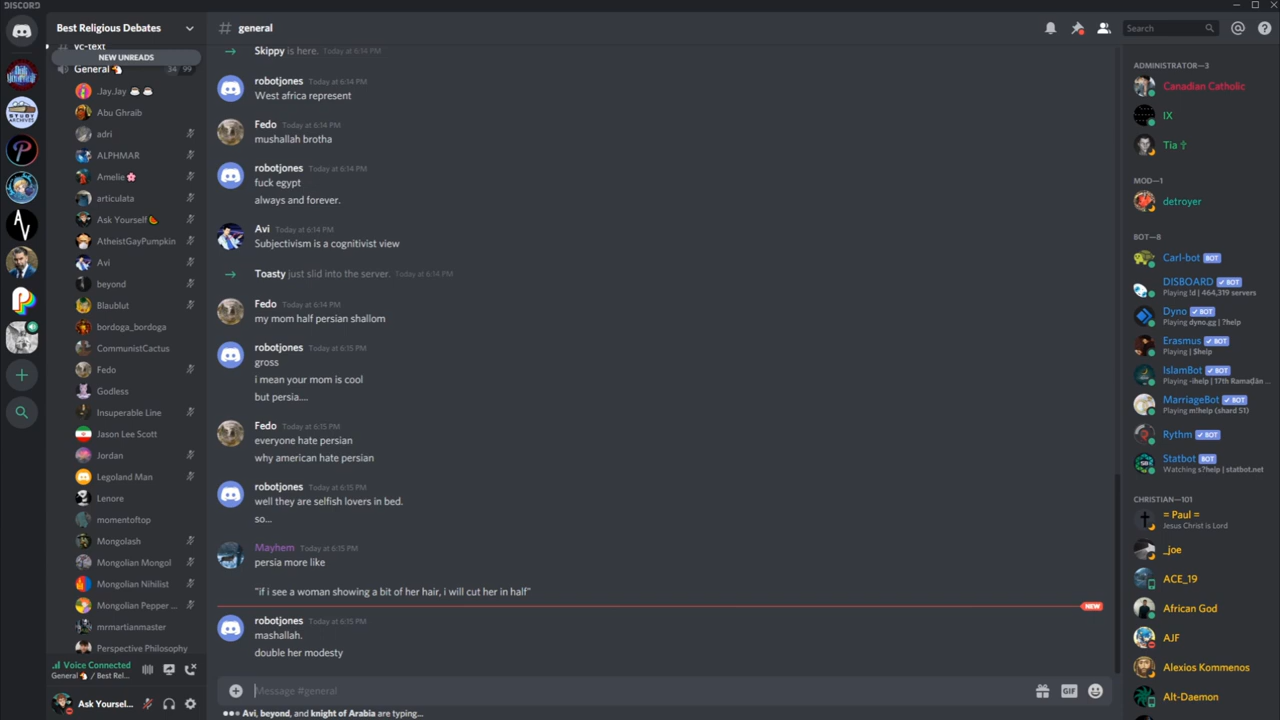 DISCORD
Best Religious Debates
vc-text
NEW UNREADS
General
34 99
.Jay.Jay
Abu Ghraib
adri
ALPHMAR
Amelie
articulata
Ask Yourself
AtheistGayPumpkin
Avi
beyond
Blaublut
bordoga_bordoga
CommunistCactus
Fedo
Godless
Insuperable Line
Jason Lee Scott
Jordan
Legoland Man
Lenore
momentoftop
Mongolash
Mongolian Mongol
Mongolian Nihilist
Mongolian Pepper ...
mrmartianmaster
Perspective Philosophy
Voice Connected
General / Best Rel...
Ask Yoursel...
# general
Skippy is here. Today at 6:14 PM
robotjones Today at 6:14 PM
West africa represent
Fedo Today at 6:14 PM
mushallah brotha
robotjones Today at 6:14 PM
fuck egypt
always and forever.
Avi Today at 6:14 PM
Subjectivism is a cognitivist view
Toasty just slid into the server. Today at 6:14 PM
Fedo Today at 6:14 PM
my mom half persian shallom
robotjones Today at 6:15 PM
gross
i mean your mom is cool
but persia....
Fedo Today at 6:15 PM
everyone hate persian
why american hate persian
robotjones Today at 6:15 PM
well they are selfish lovers in bed.
so...
Mayhem Today at 6:15 PM
persia more like
"if i see a woman showing a bit of her hair, i will cut her in half"
NEW
robotjones Today at 6:15 PM
mashallah.
double her modesty
Message #general
GIF
Avi, beyond, and knight of Arabia are typing...
Search
ADMINISTRATOR—3
Canadian Catholic
IX
Tia ♱
MOD—1
detroyer
BOT—8
Carl-bot BOT
DISBOARD BOT
Playing !d | 464,319 servers
Dyno BOT
Playing dyno.gg | ?help
Erasmus BOT
Playing | $help
IslamBot BOT
Playing -ihelp | 17th Ramaḍān ...
MarriageBot BOT
Playing m!help (shard 51)
Rythm BOT
Statbot BOT
Watching s?help | statbot.net
CHRISTIAN—101
= Paul =
Jesus Christ is Lord
_joe
ACE_19
African God
AJF
Alexios Kommenos
Alt-Daemon